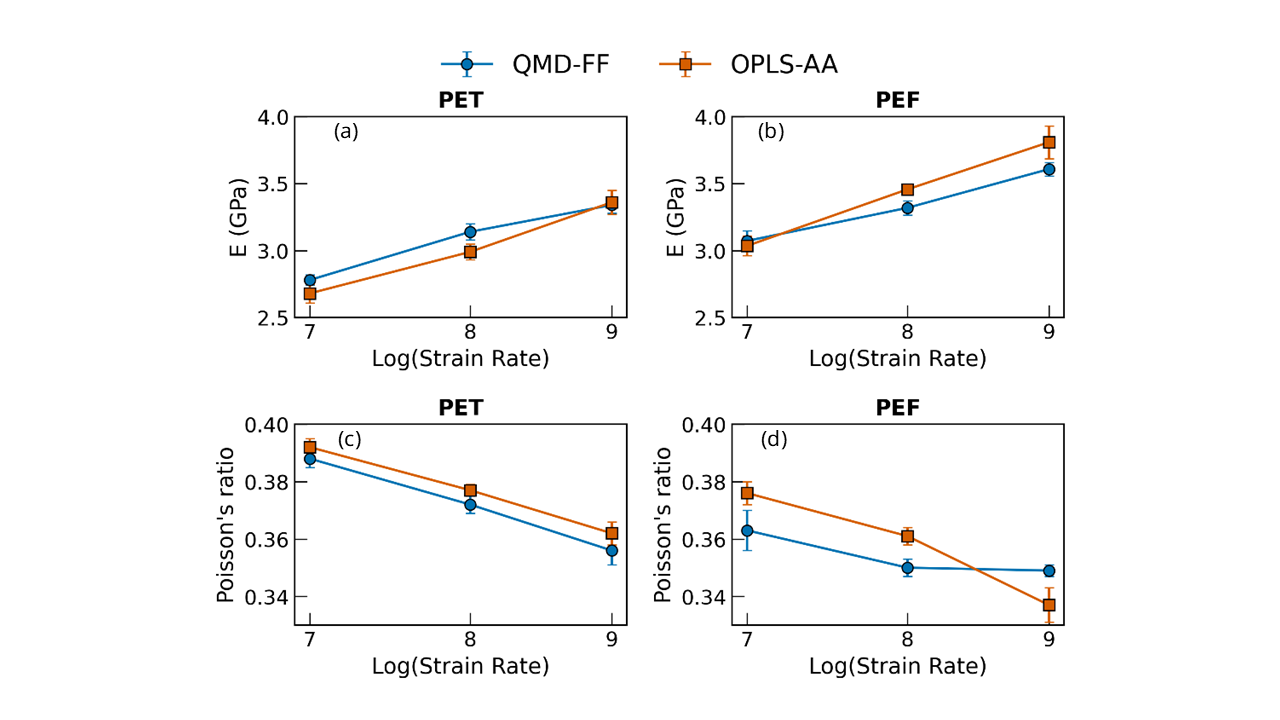 QMD-FF OPLS-AA
PET
(a)
4.0
3.5
3.0
2.5
E (GPa)
7 8 9
Log(Strain Rate)
PEF
(b)
4.0
3.5
3.0
2.5
E (GPa)
7 8 9
Log(Strain Rate)
PET
(c)
0.40
0.38
0.36
0.34
Poisson's ratio
7 8 9
Log(Strain Rate)
PEF
(d)
0.40
0.38
0.36
0.34
Poisson's ratio
7 8 9
Log(Strain Rate)